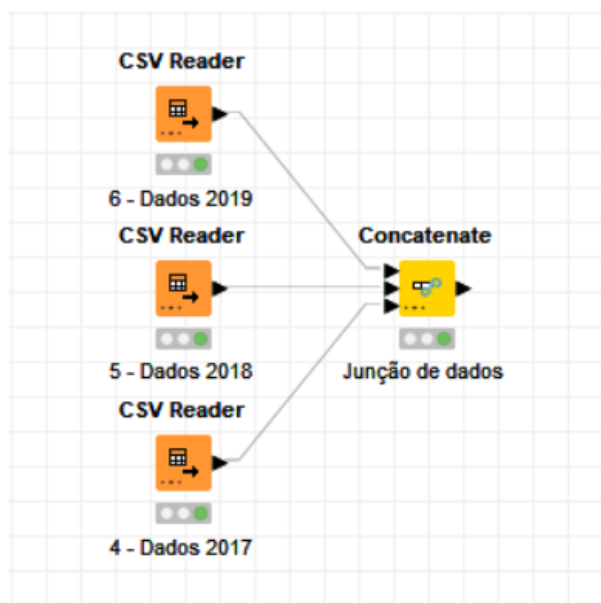 CSV Reader
6 - Dados 2019
CSV Reader
5 - Dados 2018
Concatenate
Junção de dados
CSV Reader
4 - Dados 2017